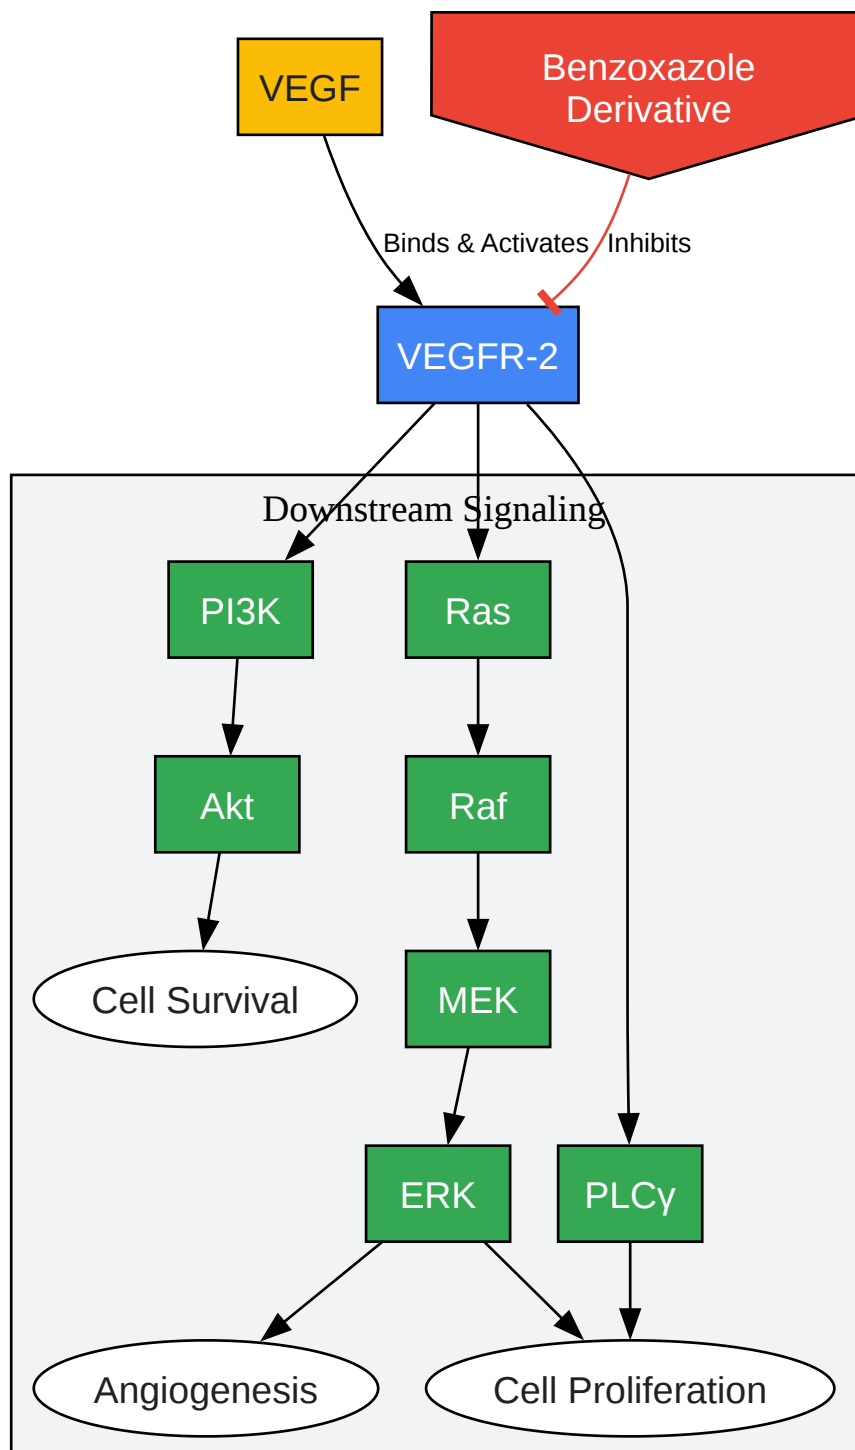 VEGF
Benzoxazole
Derivative
Binds & Activates
Inhibits
VEGFR-2
Downstream Signaling
PI3K
Ras
Akt
Raf
Cell Survival
MEK
ERK
PLCγ
Angiogenesis
Cell Proliferation